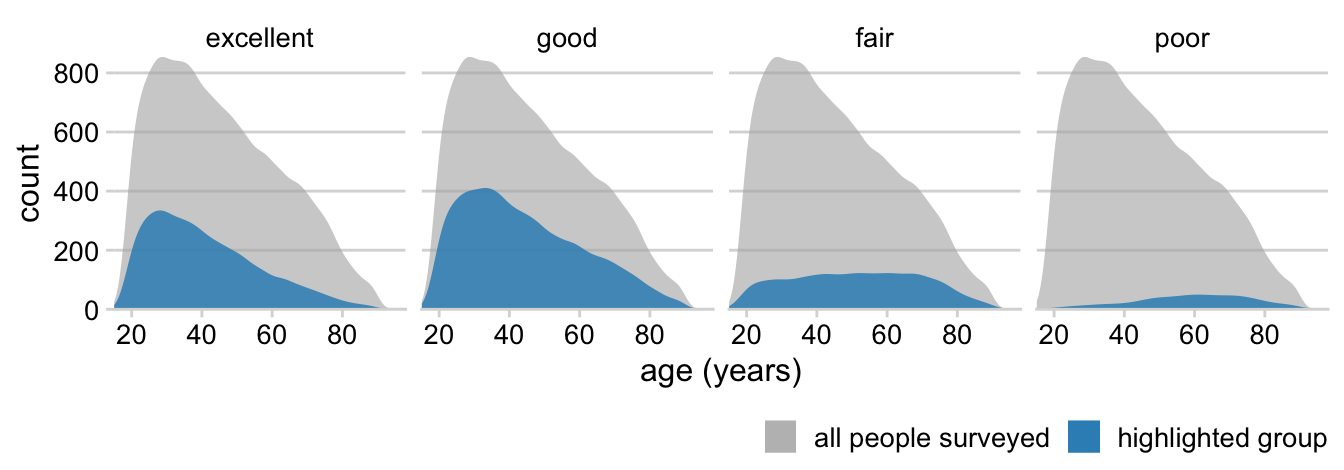 excellent good fair poor
count
800
600
400
200
0
20 40 60 80 20 40 60 80 20 40 60 80 20 40 60 80
age (years)
all people surveyed highlighted group